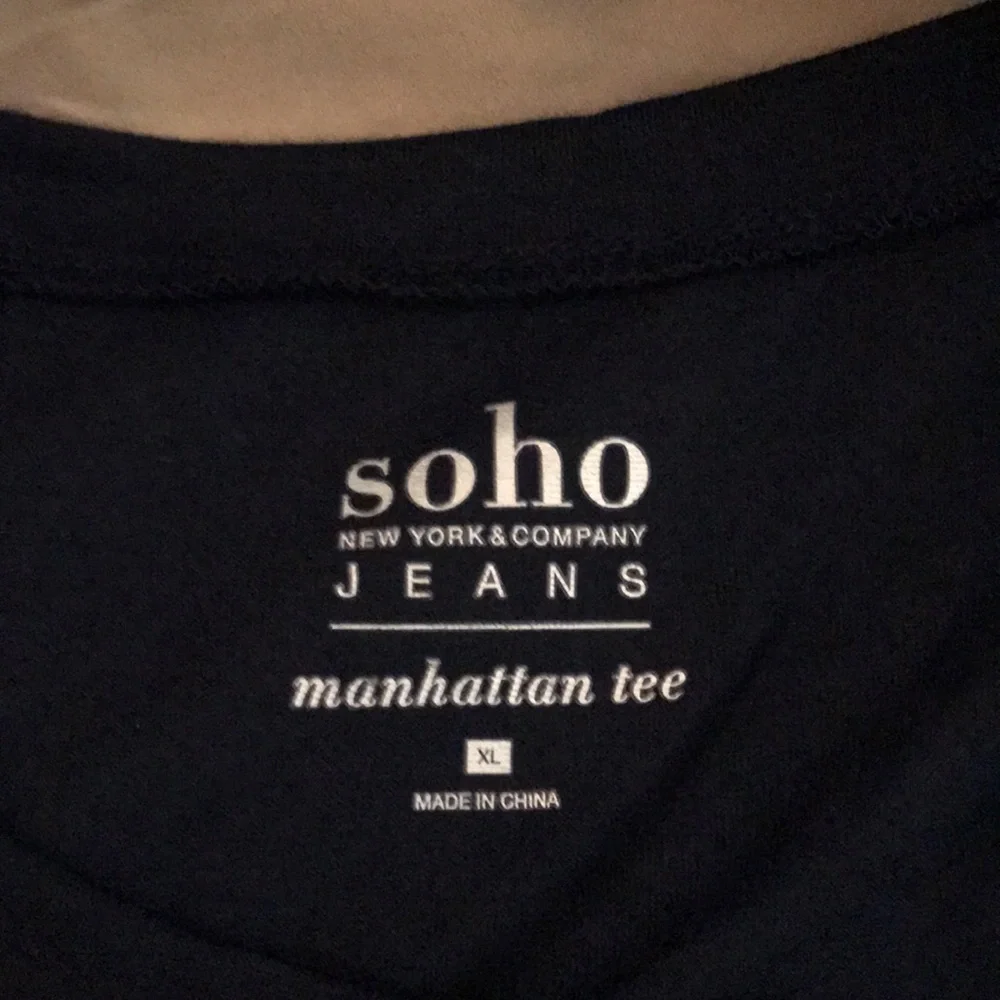 soho
NEW YORK & COMPANY
JEANS
manhattan tee
XL
MADE IN CHINA